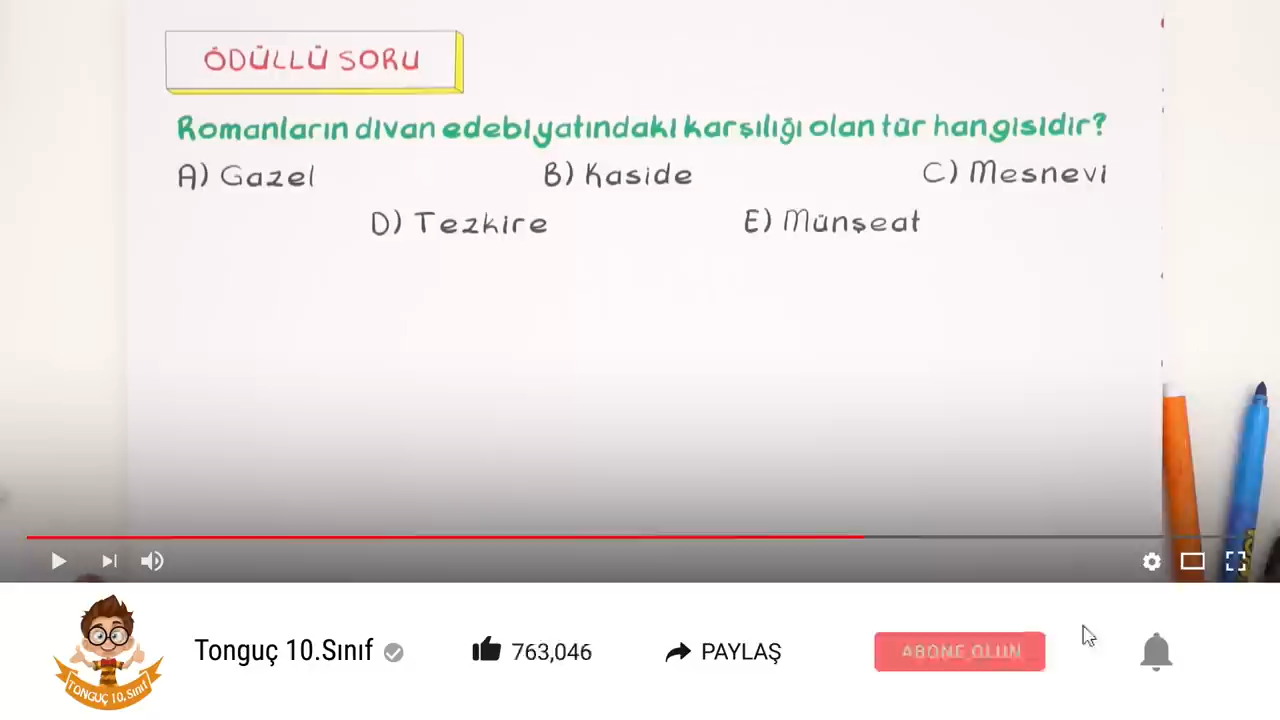 ÖDÜLLÜ SORU
Romanların divan edebiyatındaki karşılığı olan tür hangisidir?
A) Gazel B) Kaside C) Mesnevi
D) Tezkire E) Münşeat
Tonguç 10.Sınıf 763,046 PAYLAŞ ABONE OLUN
TONGUÇ 10.Sınıf